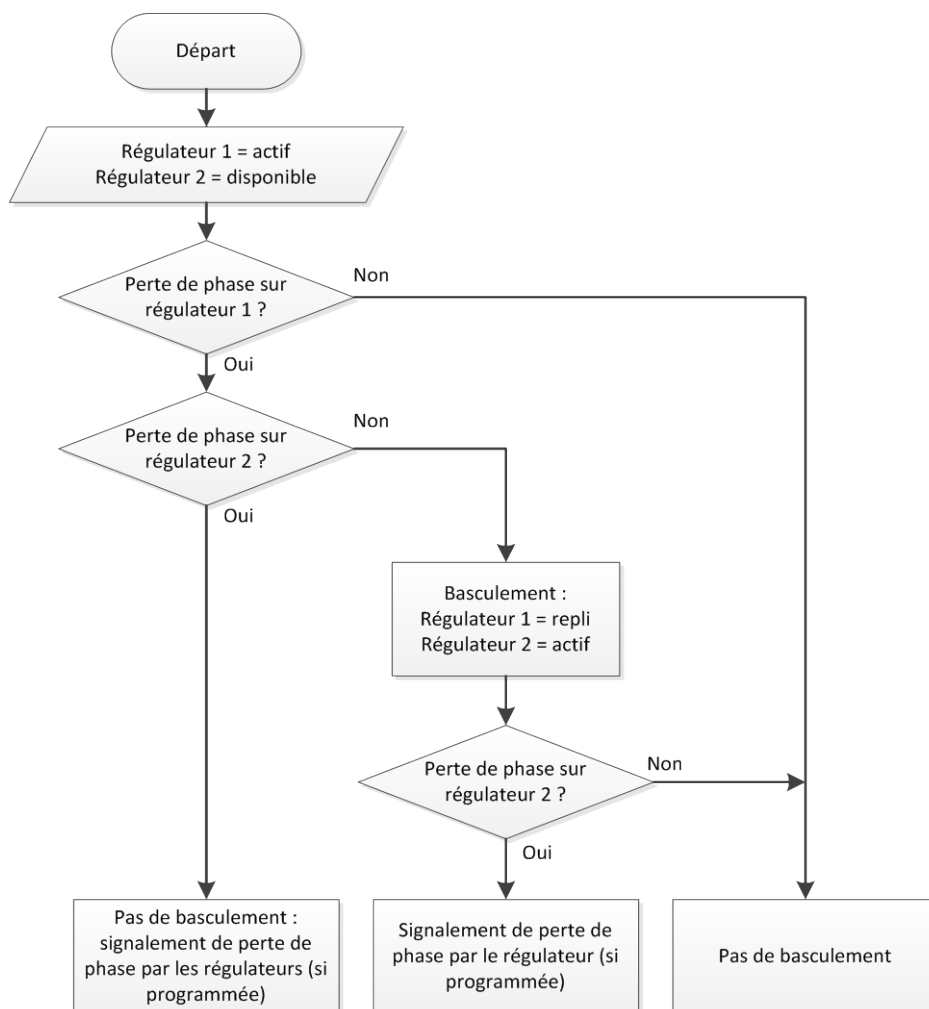 Départ
Régulateur 1 = actif
Régulateur 2 = disponible
Perte de phase sur
régulateur 1 ?
Non
Oui
Perte de phase sur
régulateur 2 ?
Non
Oui
Basculement :
Régulateur 1 = repli
Régulateur 2 = actif
Perte de phase sur
régulateur 2 ?
Non
Oui
Pas de basculement :
signalement de perte de
phase par les régulateurs (si
programmée)
Signalement de perte de
phase par le régulateur (si
programmée)
Pas de basculement